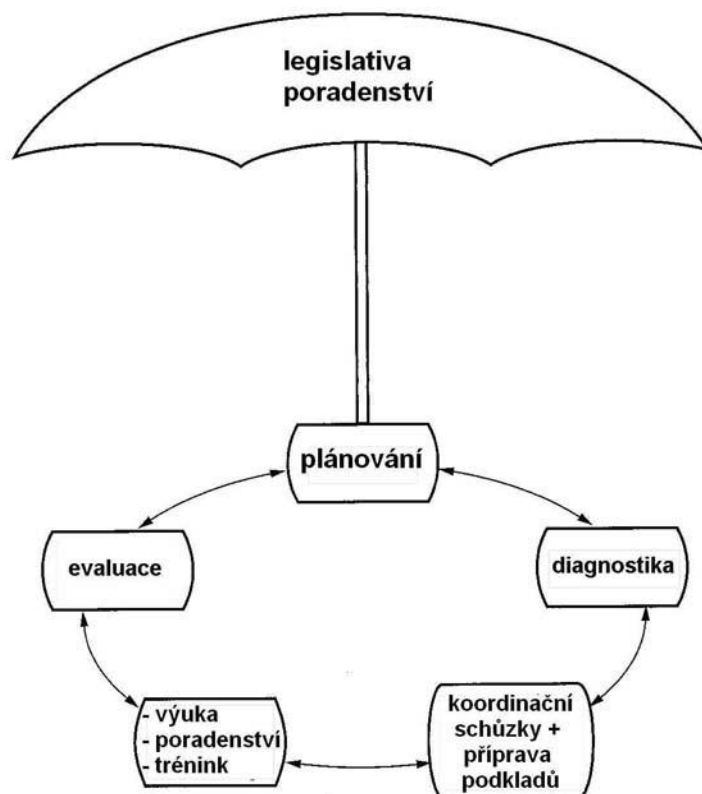 legislativa
poradenství
plánování
evaluace
diagnostika
- výuka
- poradenství
- trénink
koordinační
schůzky +
příprava
podkladů